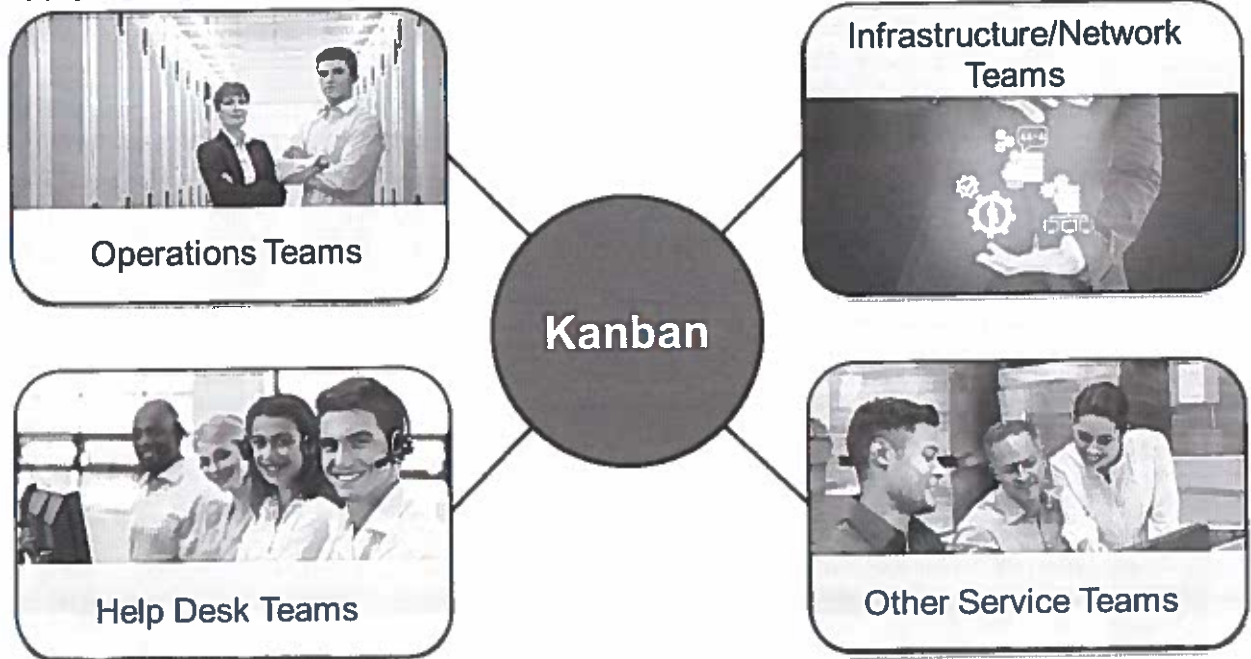 Infrastructure/Network
Teams
Operations Teams
Kanban
Help Desk Teams
Other Service Teams